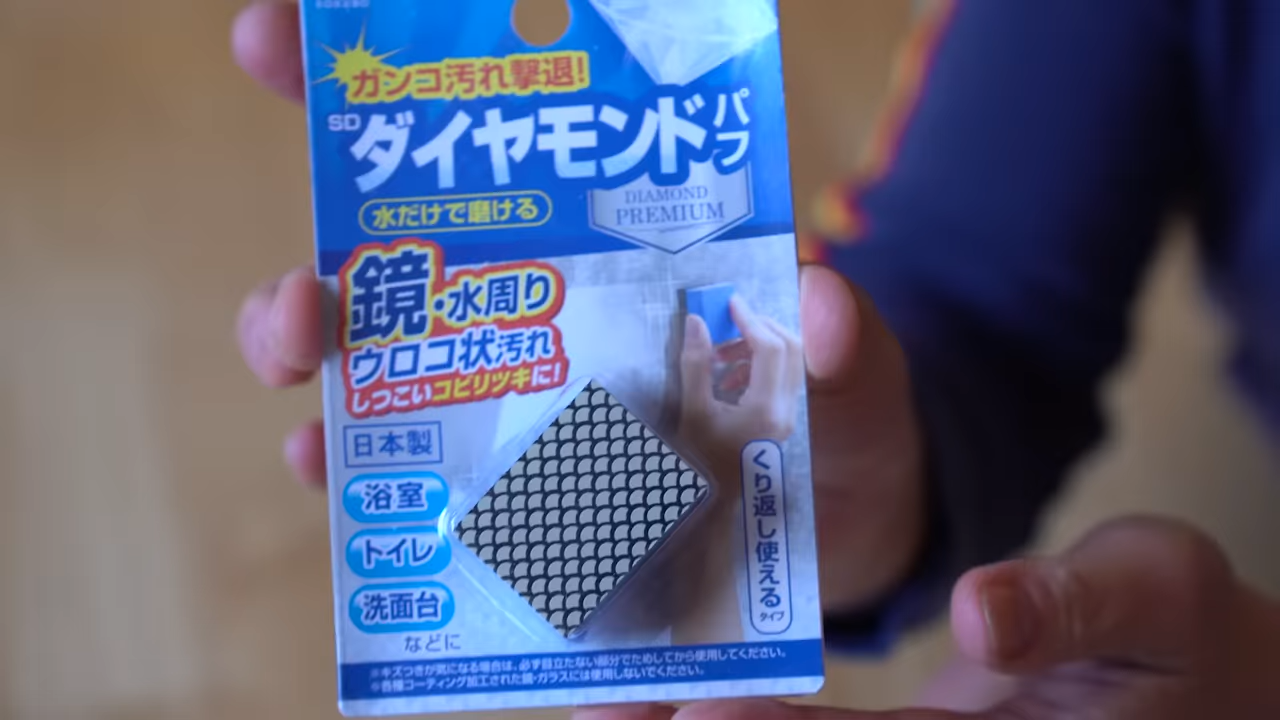 ガンコ汚れ撃退!
SD
ダイヤモンドパフ
DIAMOND
PREMIUM
水だけで磨ける
鏡・水周り
ウロコ状汚れ
しつこいコビリツキに!
日本製
浴室
トイレ
洗面台
などに
くり返し使えるタイプ
※キズつきが気になる場合は、必ず目立たない部分でためしてから使用してください。
※各種コーティング加工された鏡・ガラスには使用しないでください。